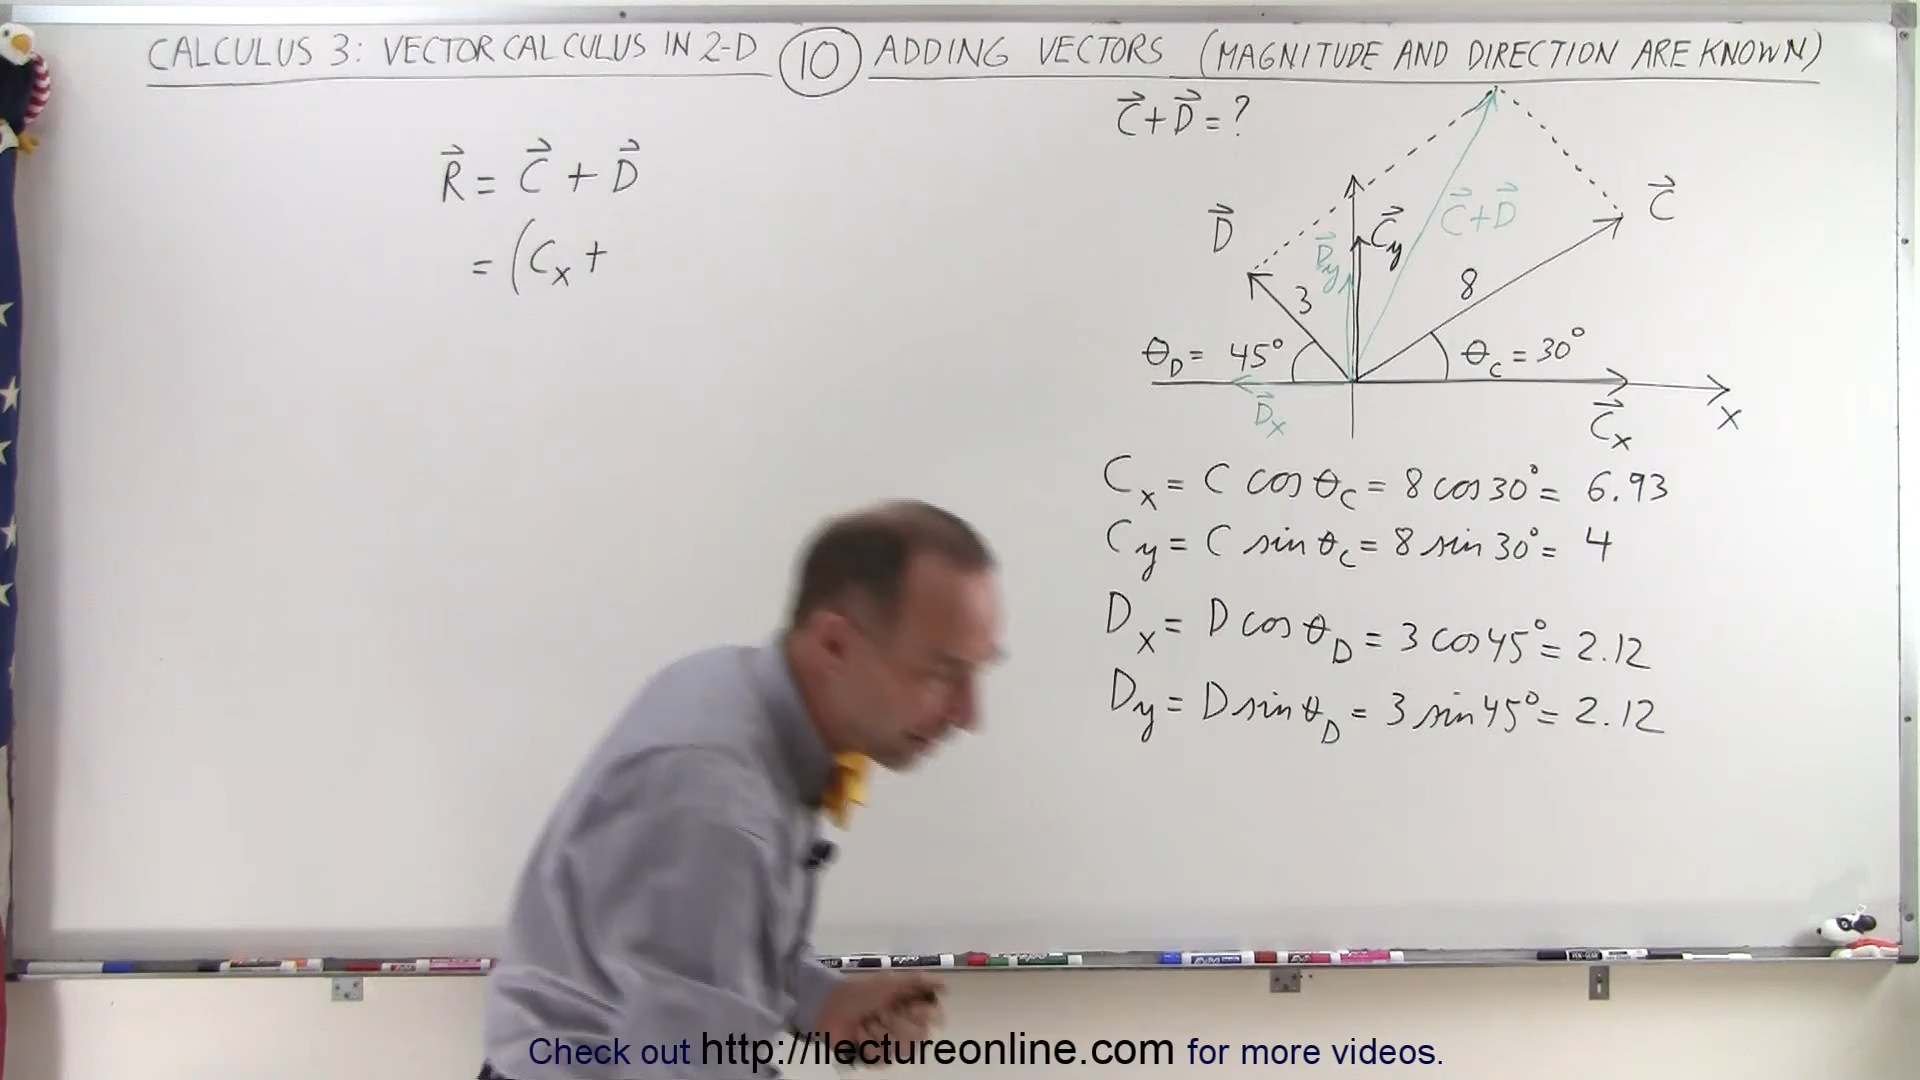 CALCULUS 3: VECTOR CALCULUS IN 2-D (10) ADDING VECTORS (MAGNITUDE AND DIRECTION ARE KNOWN)
R⃗ = C⃗ + D⃗
= (Cx +
C⃗ + D⃗ = ?
D⃗
C⃗
C⃗y
D⃗y
C⃗+D⃗
3
8
θD = 45°
θC = 30°
D⃗x
C⃗x
x
Cx = C cos θC = 8 cos 30° = 6.93
Cy = C sin θC = 8 sin 30° = 4
Dx = D cos θD = 3 cos 45° = 2.12
Dy = D sin θD = 3 sin 45° = 2.12
Check out http://ilectureonline.com for more videos.